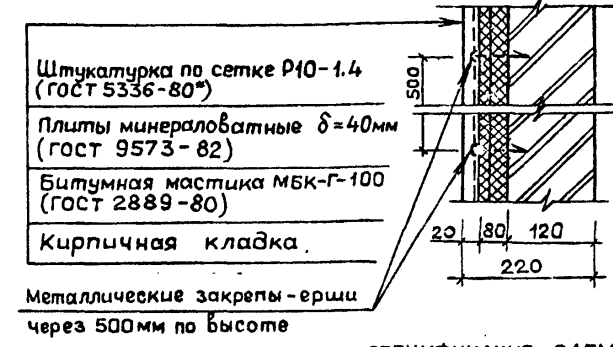 Штукатурка по сетке Р10-1.4
(ГОСТ 5336-80*)
Плиты минераловатные δ=40мм
(ГОСТ 9573-82)
Битумная мастика МБК-Г-100
(ГОСТ 2889-80)
Кирпичная кладка.
Металлические закрепы-ерши
через 500мм по высоте
500
20 80 120
220